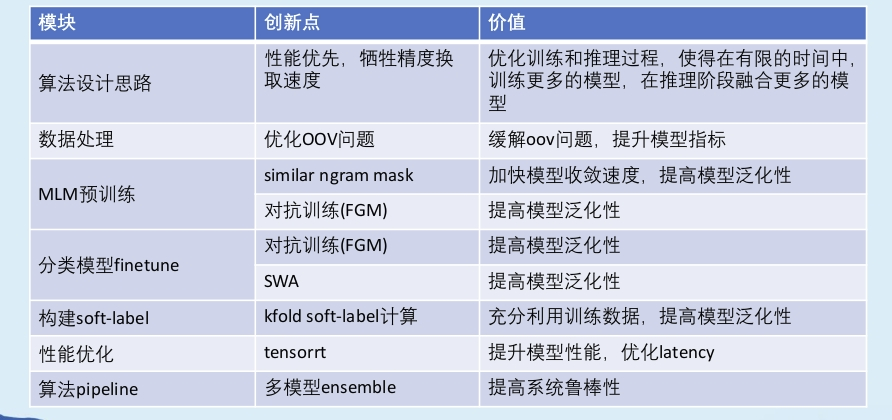 模块 创新点 价值
算法设计思路
性能优先，牺牲精度换
取速度
优化训练和推理过程，使得在有限的时间中，
训练更多的模型，在推理阶段融合更多的模
型
数据处理 优化OOV问题 缓解oov问题，提升模型指标
MLM预训练
similar ngram mask 加快模型收敛速度，提高模型泛化性
对抗训练(FGM) 提高模型泛化性
分类模型finetune
对抗训练(FGM) 提高模型泛化性
SWA 提高模型泛化性
构建soft-label kfold soft-label计算 充分利用训练数据，提高模型泛化性
性能优化 tensorrt 提升模型性能，优化latency
算法pipeline 多模型ensemble 提高系统鲁棒性